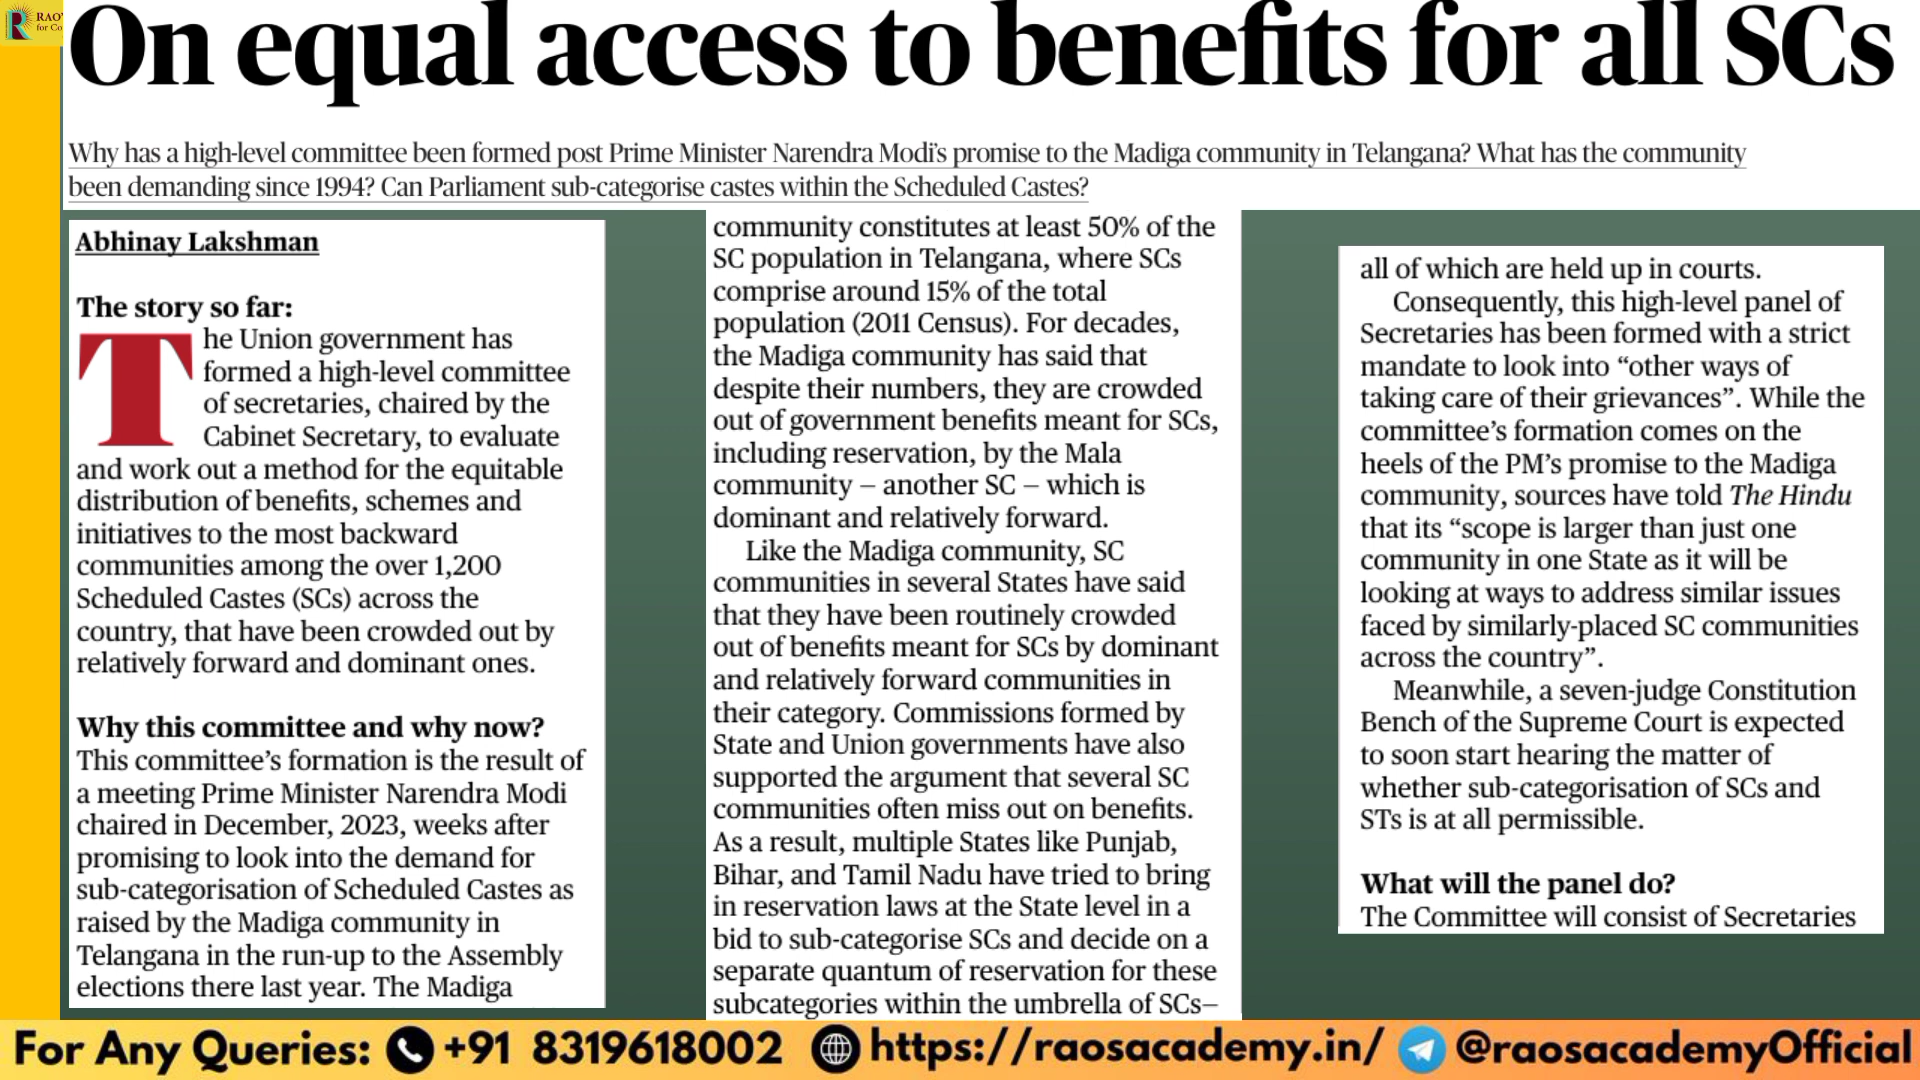 RAO'
for Co
On equal access to benefits for all SCs
Why has a high-level committee been formed post Prime Minister Narendra Modi's promise to the Madiga community in Telangana? What has the community
been demanding since 1994? Can Parliament sub-categorise castes within the Scheduled Castes?
Abhinay Lakshman
The story so far:
The Union government has
formed a high-level committee
of secretaries, chaired by the
Cabinet Secretary, to evaluate
and work out a method for the equitable
distribution of benefits, schemes and
initiatives to the most backward
communities among the over 1,200
Scheduled Castes (SCs) across the
country, that have been crowded out by
relatively forward and dominant ones.
Why this committee and why now?
This committee's formation is the result of
a meeting Prime Minister Narendra Modi
chaired in December, 2023, weeks after
promising to look into the demand for
sub-categorisation of Scheduled Castes as
raised by the Madiga community in
Telangana in the run-up to the Assembly
elections there last year. The Madiga
community constitutes at least 50% of the
SC population in Telangana, where SCs
comprise around 15% of the total
population (2011 Census). For decades,
the Madiga community has said that
despite their numbers, they are crowded
out of government benefits meant for SCs,
including reservation, by the Mala
community – another SC – which is
dominant and relatively forward.
Like the Madiga community, SC
communities in several States have said
that they have been routinely crowded
out of benefits meant for SCs by dominant
and relatively forward communities in
their category. Commissions formed by
State and Union governments have also
supported the argument that several SC
communities often miss out on benefits.
As a result, multiple States like Punjab,
Bihar, and Tamil Nadu have tried to bring
in reservation laws at the State level in a
bid to sub-categorise SCs and decide on a
separate quantum of reservation for these
subcategories within the umbrella of SCs—
all of which are held up in courts.
Consequently, this high-level panel of
Secretaries has been formed with a strict
mandate to look into “other ways of
taking care of their grievances”. While the
committee's formation comes on the
heels of the PM's promise to the Madiga
community, sources have told The Hindu
that its “scope is larger than just one
community in one State as it will be
looking at ways to address similar issues
faced by similarly-placed SC communities
across the country”.
Meanwhile, a seven-judge Constitution
Bench of the Supreme Court is expected
to soon start hearing the matter of
whether sub-categorisation of SCs and
STs is at all permissible.
What will the panel do?
The Committee will consist of Secretaries
For Any Queries: +91 8319618002 https://raosacademy.in/ @raosacademyOfficial